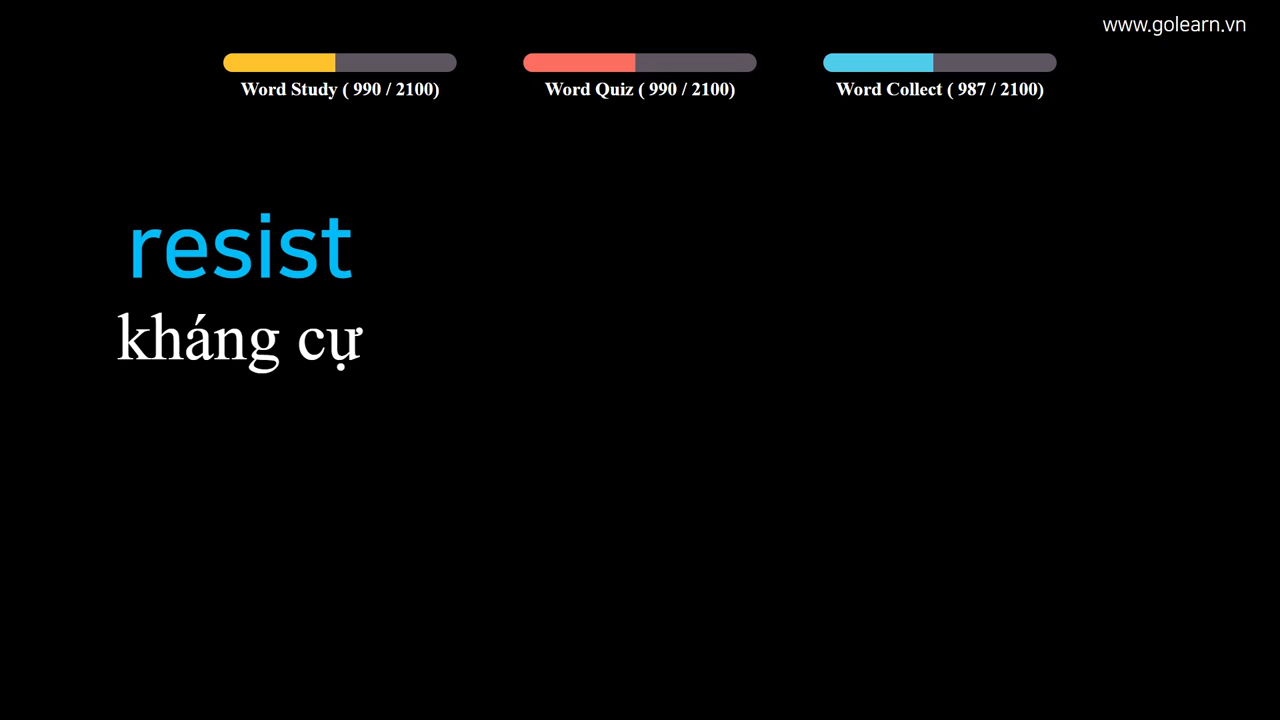 www.golearn.vn
Word Study ( 990 / 2100)
Word Quiz ( 990 / 2100)
Word Collect ( 987 / 2100)
resist
kháng cự